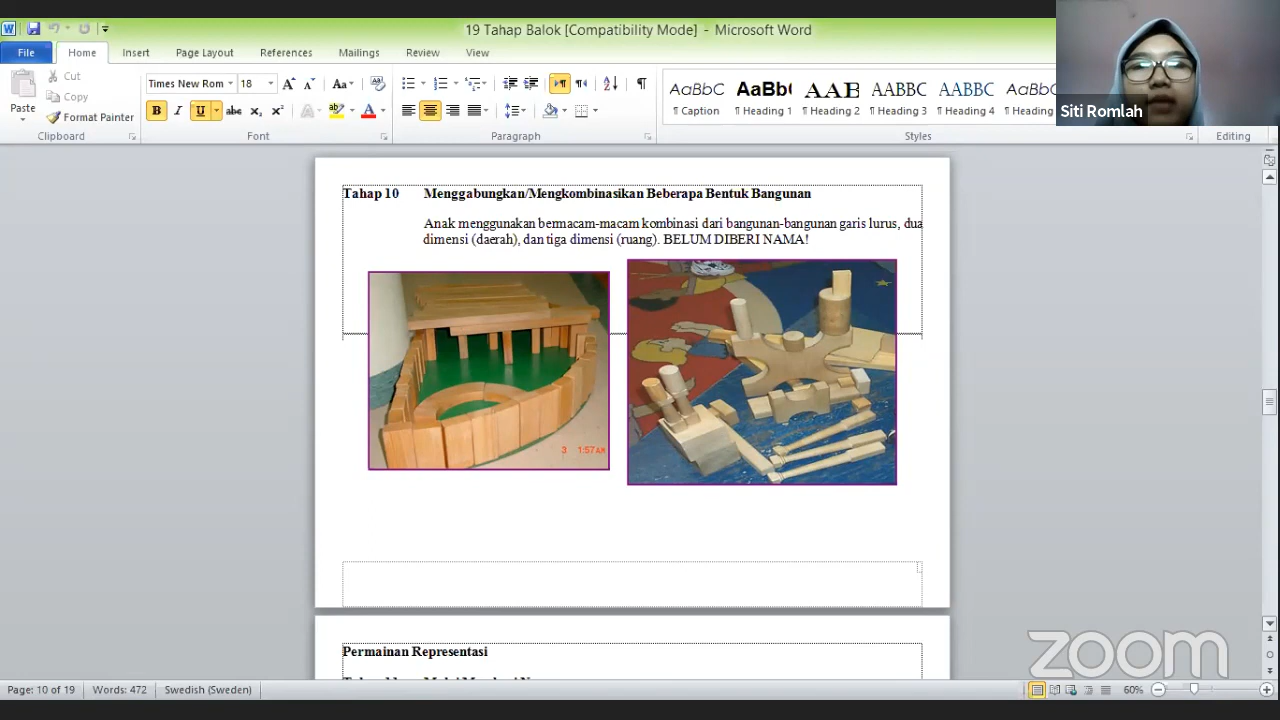 19 Tahap Balok [Compatibility Mode] - Microsoft Word
File Home Insert Page Layout References Mailings Review View
Paste
Cut
Copy
Format Painter
Times New Rom 18
AaBbC AaBb( AAB AABBC AABBC AaBbC
¶ Caption ¶ Heading 1 ¶ Heading 2 ¶ Heading 3 ¶ Heading 4 ¶ Head
Clipboard Font Paragraph Styles Editing
Siti Romlah
Tahap 10 Menggabungkan/Mengkombinasikan Beberapa Bentuk Bangunan
Anak menggunakan bermacam-macam kombinasi dari bangunan-bangunan garis lurus, dua
dimensi (daerah), dan tiga dimensi (ruang). BELUM DIBERI NAMA!
3 1:57AM
Permainan Representasi
zoom
Page: 10 of 19 Words: 472 Swedish (Sweden) 60%